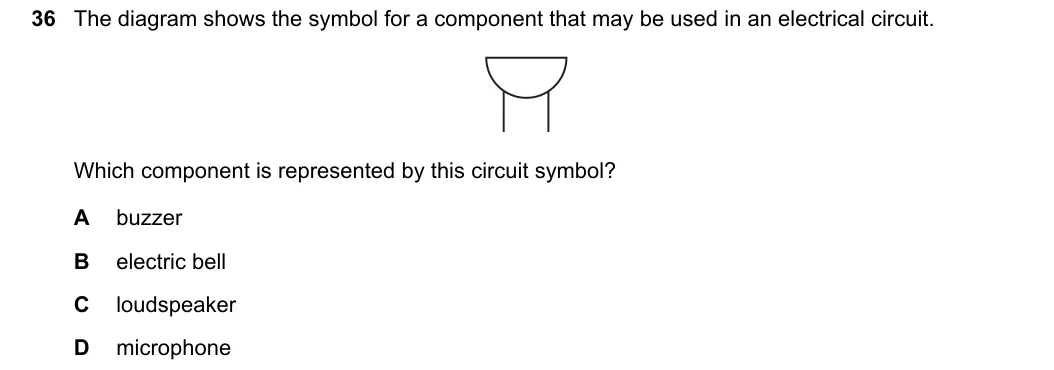 36 The diagram shows the symbol for a component that may be used in an electrical circuit.
Which component is represented by this circuit symbol?
A buzzer
B electric bell
C loudspeaker
D microphone